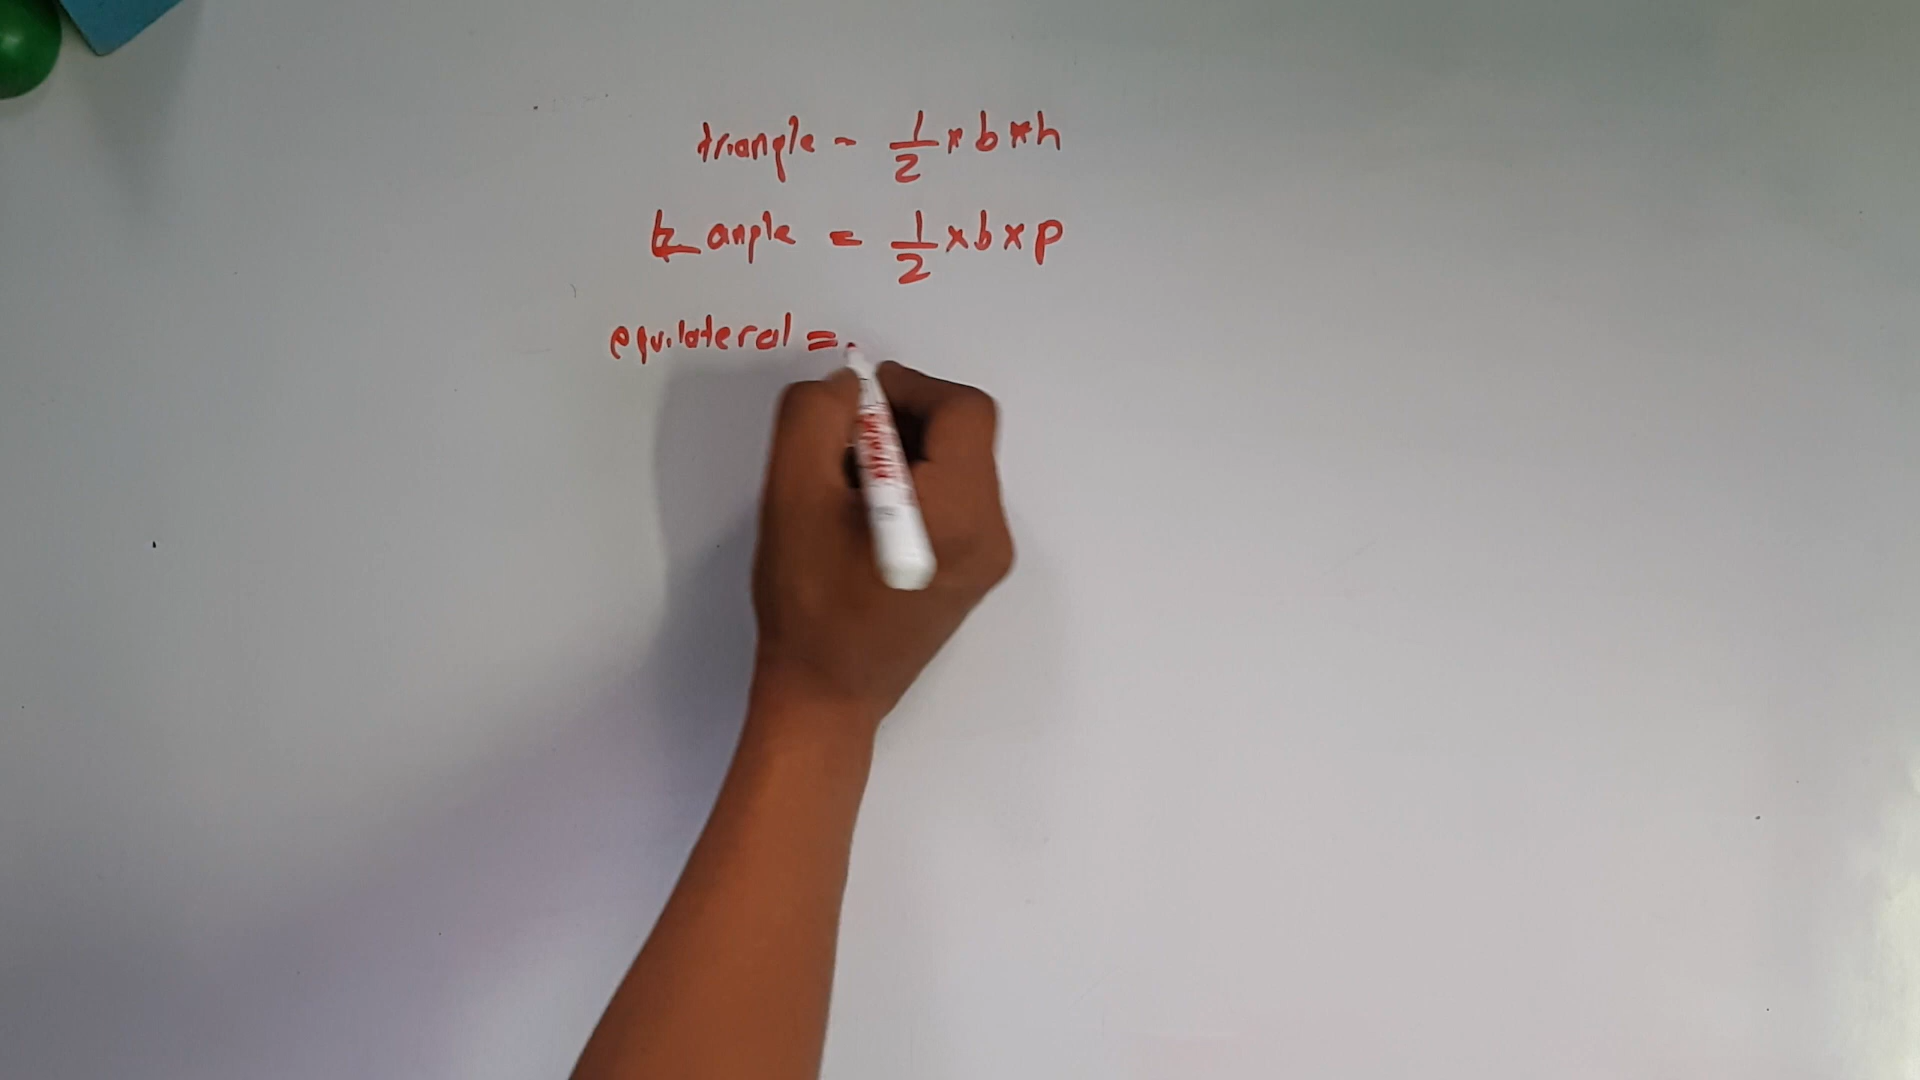 triangle = 1/2 × b × h
angle = 1/2 × b × p
equilateral =